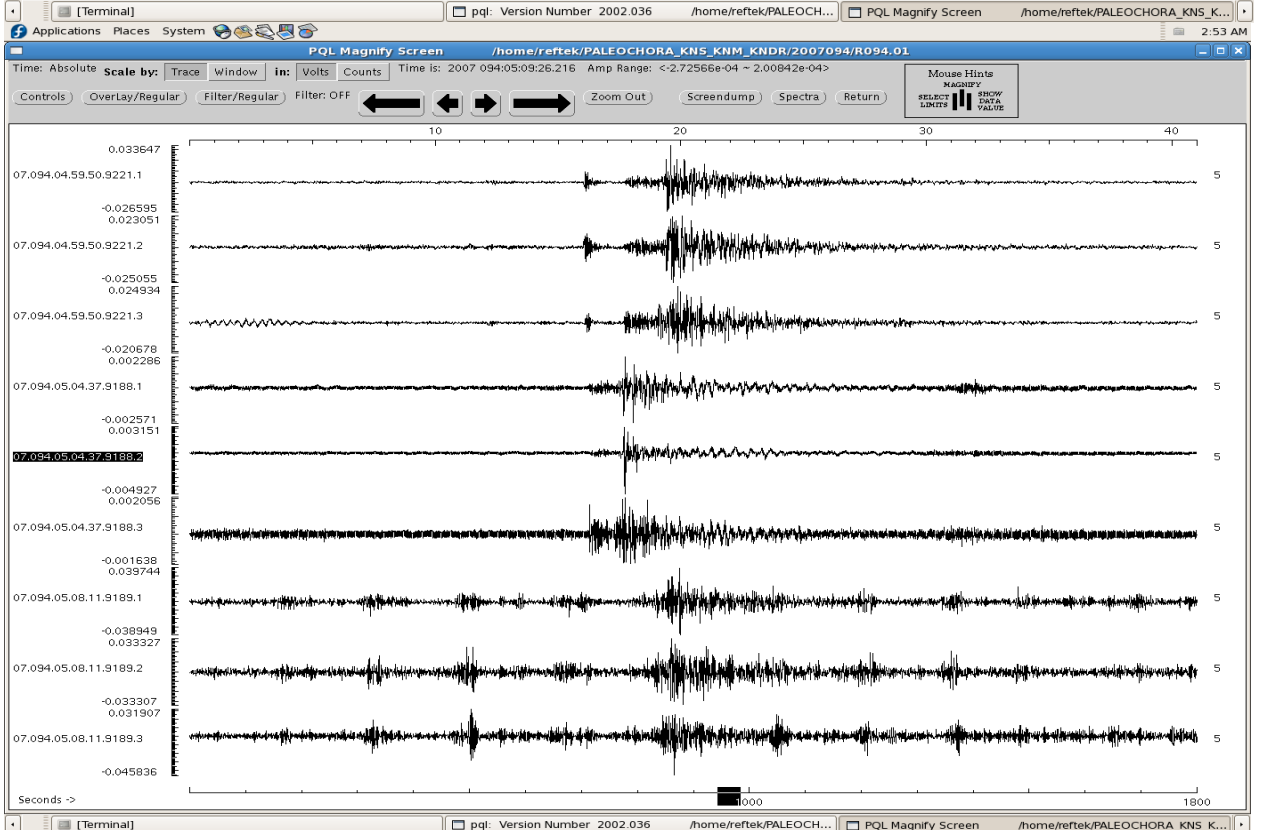 [Terminal] pql: Version Number 2002.036 /home/reftek/PALEOCH... PQL Magnify Screen /home/reftek/PALEOCHORA_KNS_K...
Applications Places System 2:53 AM
PQL Magnify Screen /home/reftek/PALEOCHORA_KNS_KNM_KNDR/2007094/R094.01
Time: Absolute Scale by: Trace Window in: Volts Counts Time is: 2007 094:05:09:26.216 Amp Range: <-2.72566e-04 ~ 2.00842e-04>
Mouse Hints
MAGNIFY
SELECT LIMITS SHOW DATA VALUE
Controls OverLay/Regular Filter/Regular Filter: OFF Zoom Out Screendump Spectra Return
10 20 30 40
0.033647
07.094.04.59.50.9221.1 5
-0.026595
0.023051
07.094.04.59.50.9221.2 5
-0.025055
0.024934
07.094.04.59.50.9221.3 5
-0.020678
0.002286
07.094.05.04.37.9188.1 5
-0.002571
0.003151
07.094.05.04.37.9188.2 5
-0.004927
0.002056
07.094.05.04.37.9188.3 5
-0.001638
0.039744
07.094.05.08.11.9189.1 5
-0.038949
0.033327
07.094.05.08.11.9189.2 5
-0.033307
0.031907
07.094.05.08.11.9189.3 5
-0.045836
Seconds -> 1000 1800
[Terminal] pql: Version Number 2002.036 /home/reftek/PALEOCH... PQL Magnify Screen /home/reftek/PALEOCHORA_KNS_K...